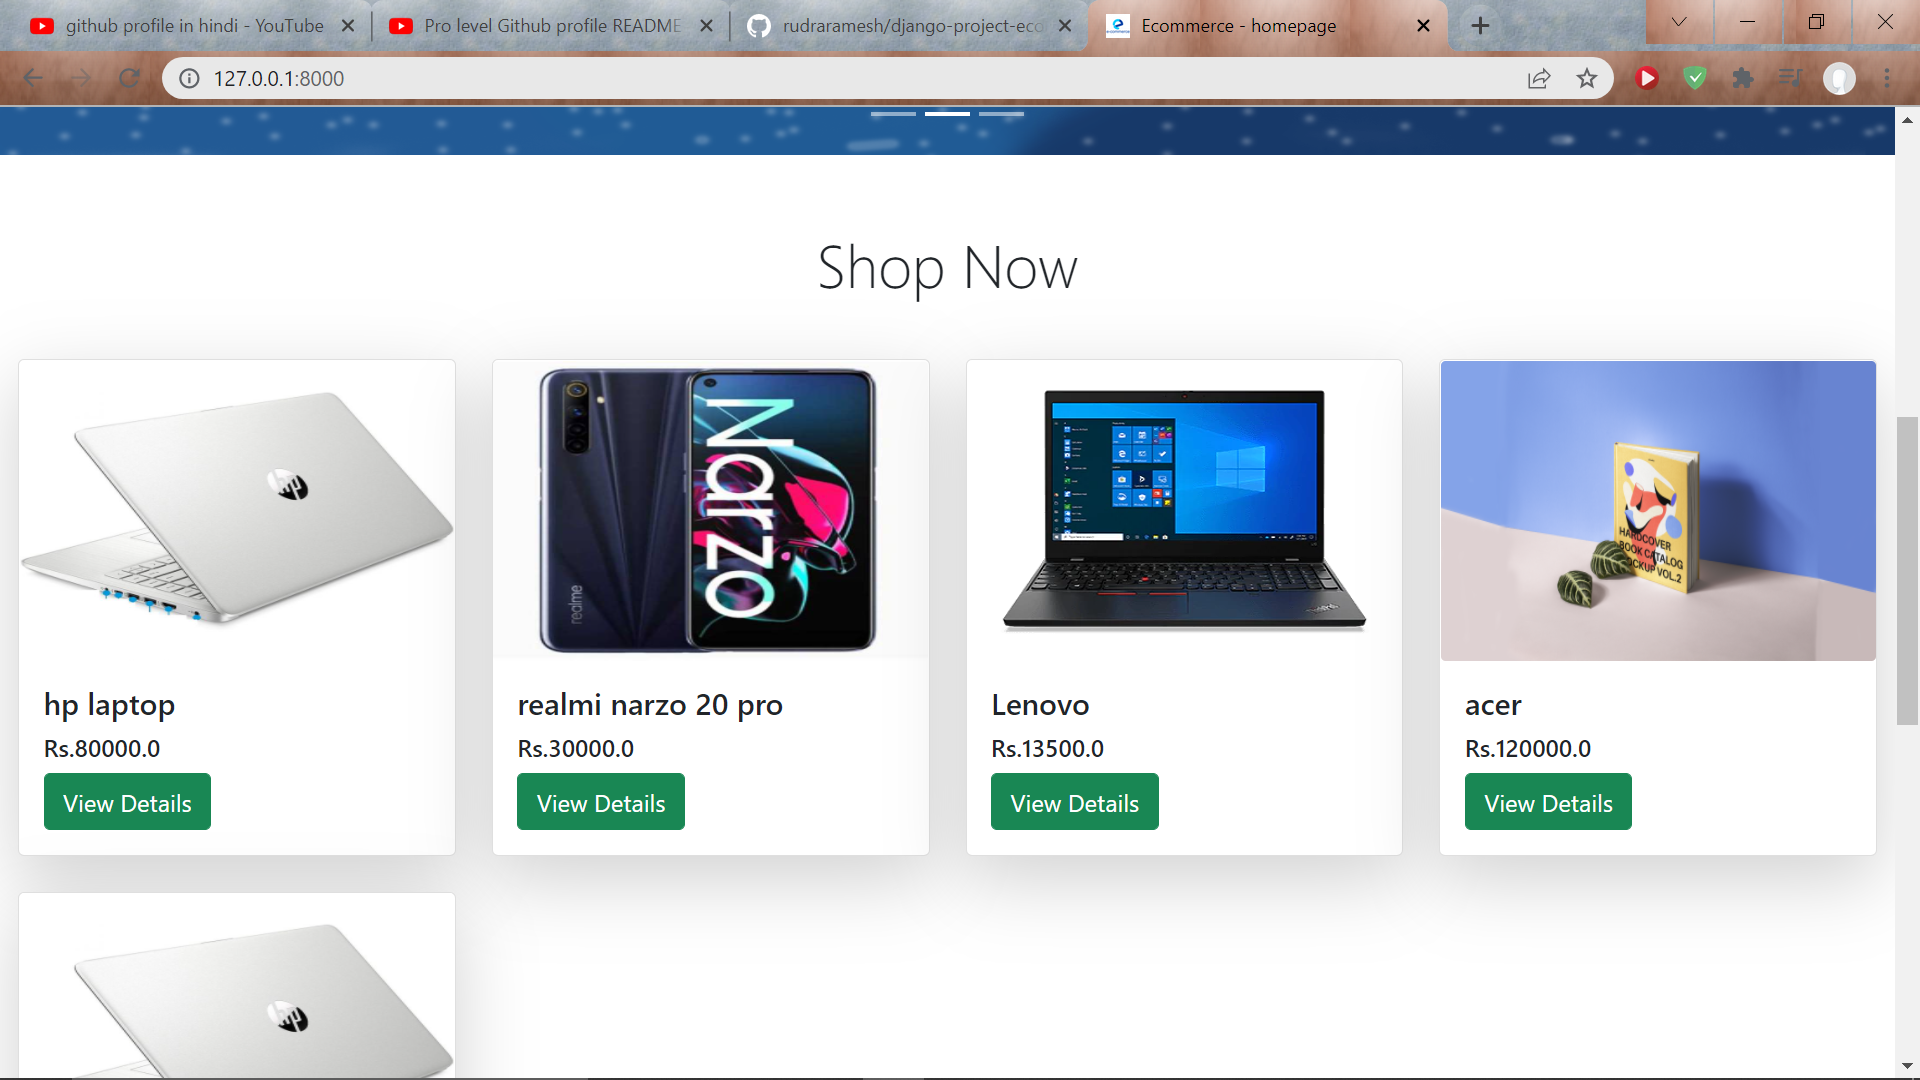 github profile in hindi - YouTube
Pro level Github profile README
rudraramesh/django-project-eco
Ecommerce - homepage
127.0.0.1:8000
Shop Now
hp
Narzo
realme
HARDCOVER
BOOK CATALOG
MOCKUP VOL.2
hp laptop
Rs.80000.0
View Details
realmi narzo 20 pro
Rs.30000.0
View Details
Lenovo
Rs.13500.0
View Details
acer
Rs.120000.0
View Details
hp